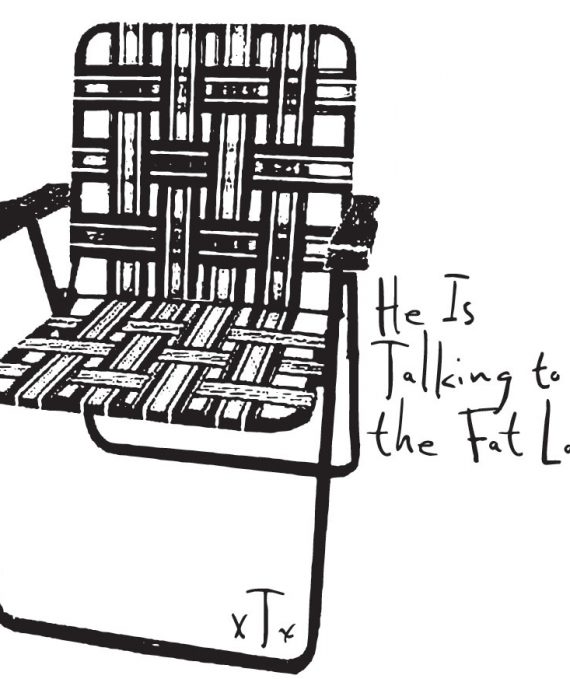 He Is
Talking to
the Fat
xTx